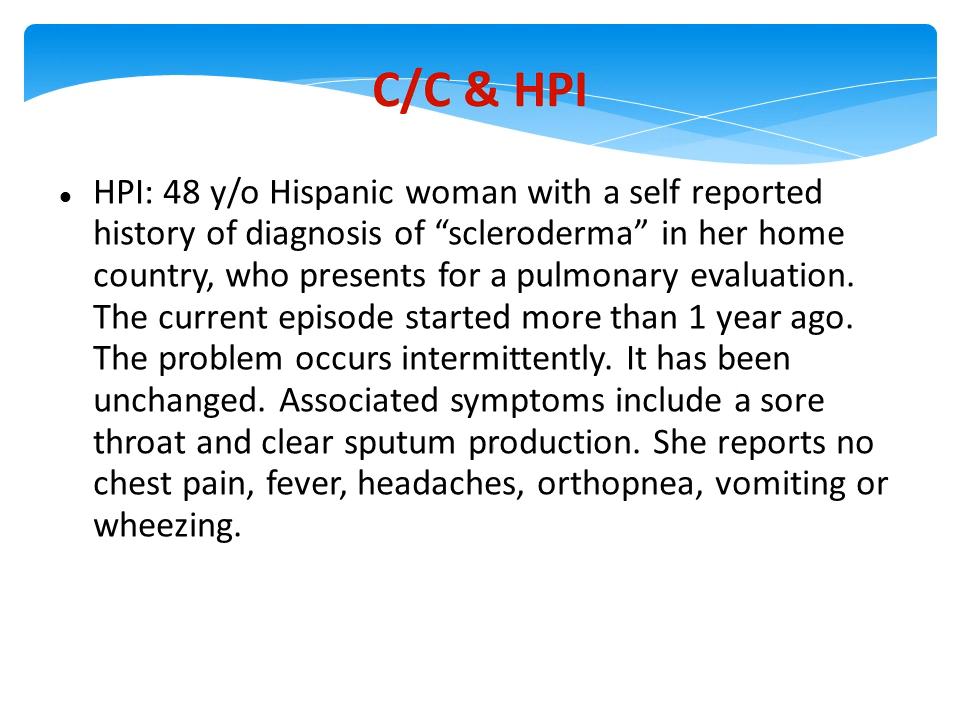 C/C & HPI
● HPI: 48 y/o Hispanic woman with a self reported
history of diagnosis of “scleroderma” in her home
country, who presents for a pulmonary evaluation.
The current episode started more than 1 year ago.
The problem occurs intermittently. It has been
unchanged. Associated symptoms include a sore
throat and clear sputum production. She reports no
chest pain, fever, headaches, orthopnea, vomiting or
wheezing.